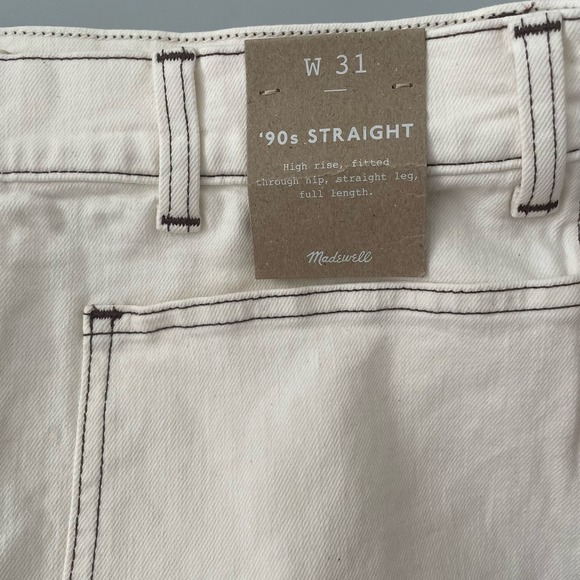 W 31
'90s STRAIGHT
High rise, fitted
through hip, straight leg,
full length.
Madewell